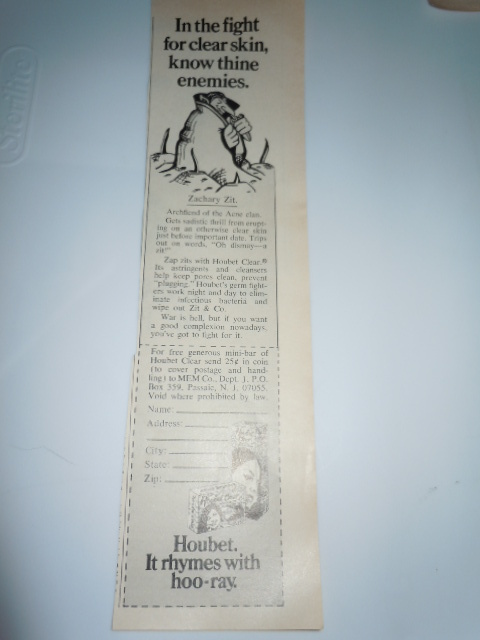 Sterilite
In the fight
for clear skin,
know thine
enemies.
Zachary Zit.
Archfiend of the Acne clan.
Gets sadistic thrill from erupt-
ing on an otherwise clear skin
just before important date. Trips
out on words, "Oh dismay—a
zit!"
Zap zits with Houbet Clear.®
Its astringents and cleansers
help keep pores clean, prevent
"plugging." Houbet's germ fight-
ers work night and day to elim-
inate infectious bacteria and
wipe out Zit & Co.
War is hell, but if you want
a good complexion nowadays,
you've got to fight for it.
For free generous mini-bar of
Houbet Clear send 25¢ in coin
(to cover postage and hand-
ling) to MEM Co., Dept. J, P.O.
Box 359, Passaic, N. J. 07055.
Void where prohibited by law.
Name:
Address:
City:
State:
Zip:
Houbet.
It rhymes with
hoo-ray.